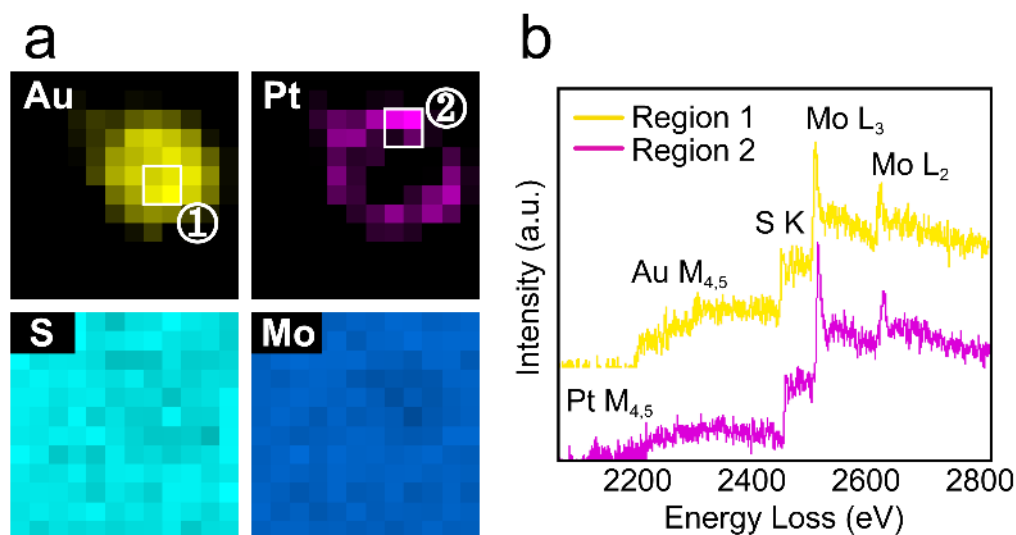 a
b
Au
Pt
②
①
S
Mo
Region 1
Region 2
Mo L₃
Mo L₂
S K
Au M₄,₅
Pt M₄,₅
Intensity (a.u.)
2200 2400 2600 2800
Energy Loss (eV)